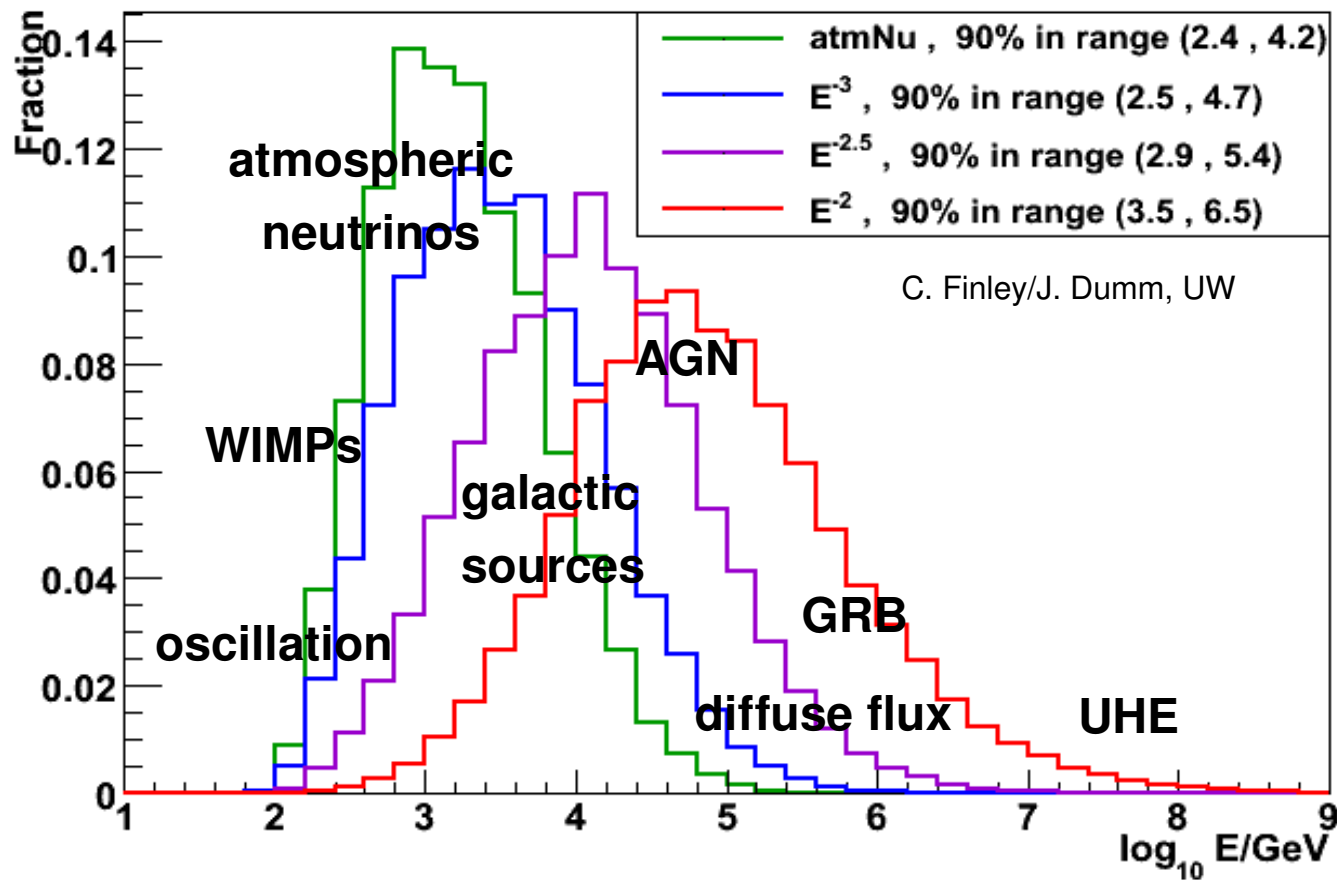 Fraction
0.14
0.12
0.1
0.08
0.06
0.04
0.02
0
atmNu , 90% in range (2.4 , 4.2)
E⁻³ , 90% in range (2.5 , 4.7)
E⁻²·⁵ , 90% in range (2.9 , 5.4)
E⁻² , 90% in range (3.5 , 6.5)
C. Finley/J. Dumm, UW
atmospheric
neutrinos
AGN
WIMPs
galactic
sources
GRB
oscillation
diffuse flux
UHE
1 2 3 4 5 6 7 8 9
log₁₀ E/GeV